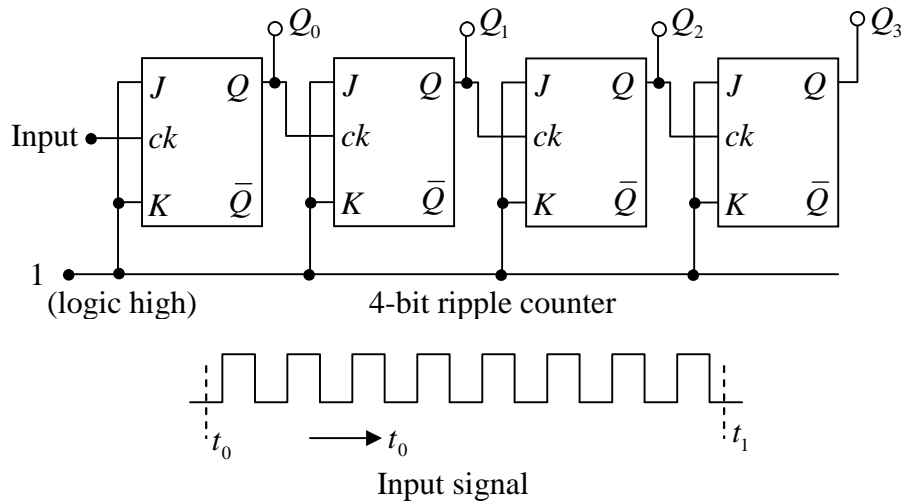 Q₀ Q₁ Q₂ Q₃
J Q J Q J Q J Q
Input ck ck ck ck
K Q̅ K Q̅ K Q̅ K Q̅
1
(logic high) 4-bit ripple counter
t₀ t₀ t₁
Input signal